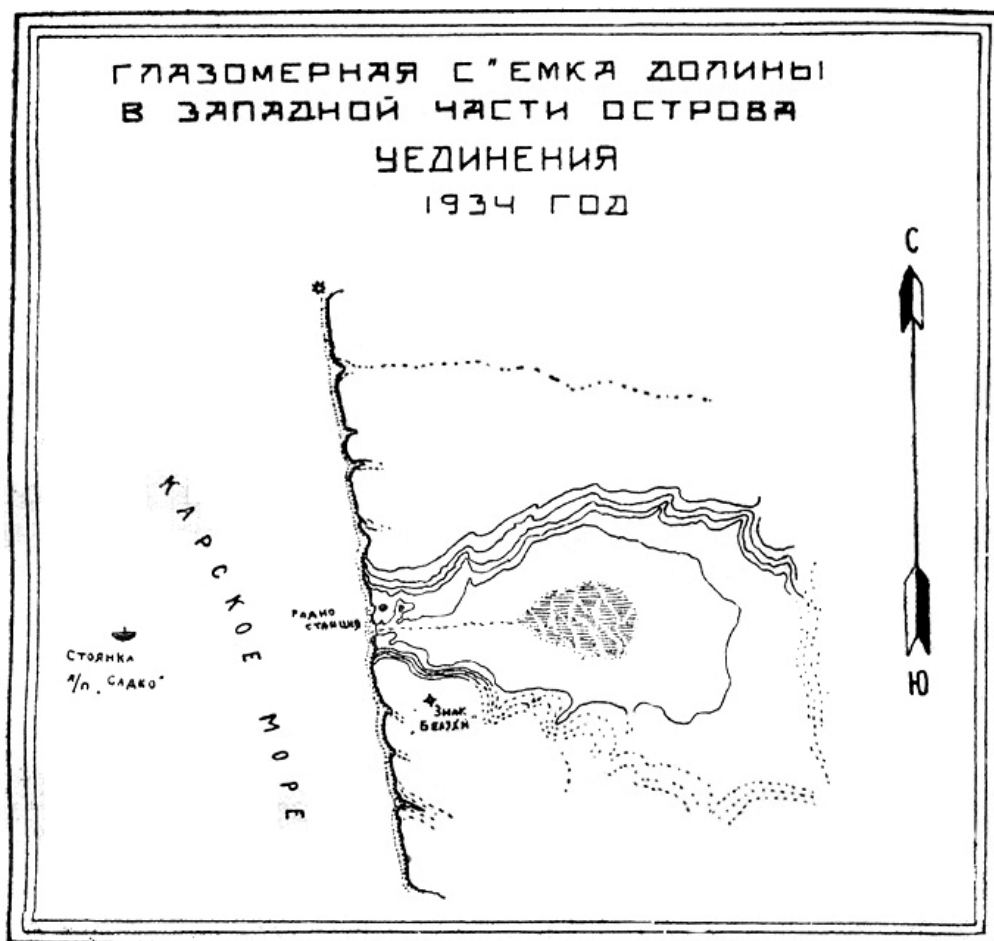 ГЛАЗОМЕРНАЯ С"ЕМКА ДОЛИНЫ
В ЗАПАДНОЙ ЧАСТИ ОСТРОВА
УЕДИНЕНИЯ
1934 ГОД
С
КАРСКОЕ МОРЕ
РАДИО
СТАНЦИЯ
СТОЯНКА
Л/П „САДКО"
ЗНАК
„БЕЛУХИ"
Ю